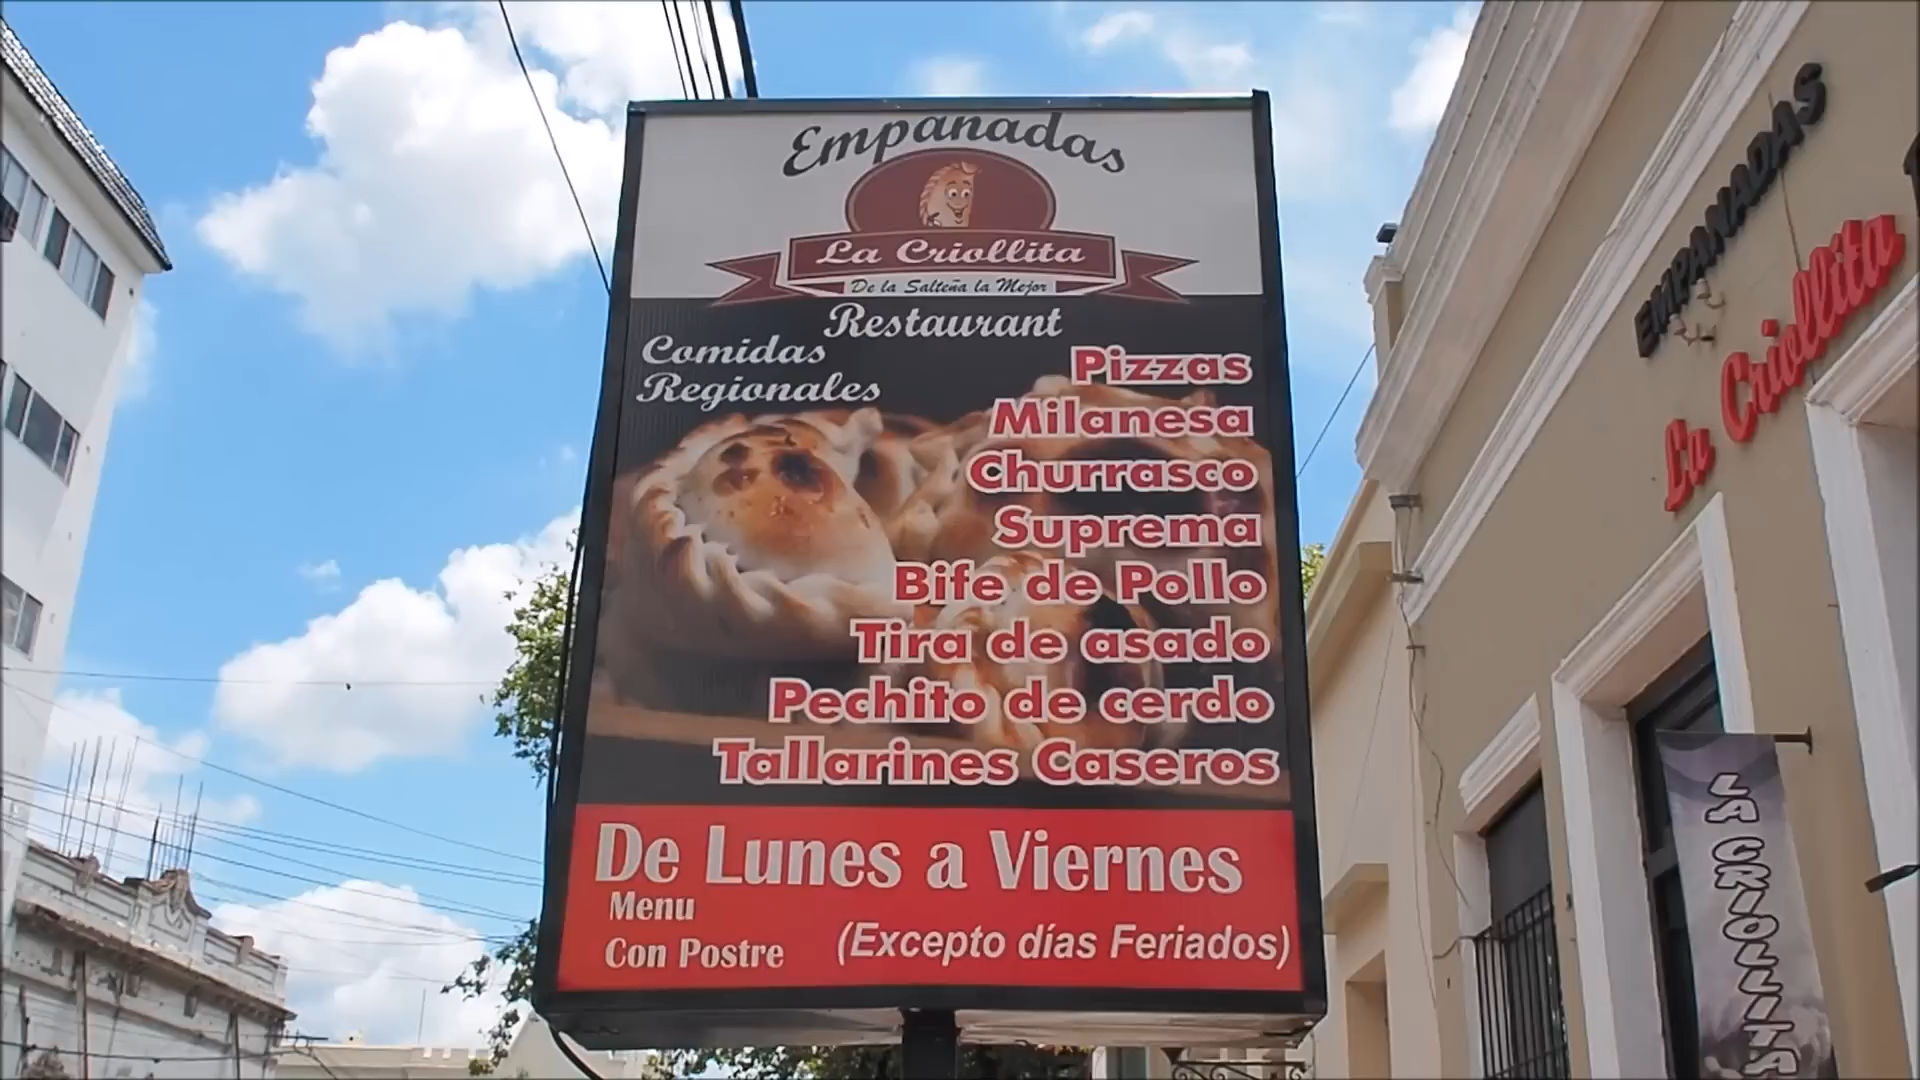 Empanadas
La Criollita
De la Salteña la Mejor
Restaurant
Comidas
Regionales
Pizzas
Milanesa
Churrasco
Suprema
Bife de Pollo
Tira de asado
Pechito de cerdo
Tallarines Caseros
De Lunes a Viernes
Menu
Con Postre
(Excepto días Feriados)
EMPANADAS
La Criollita
LA CRIOLLITA